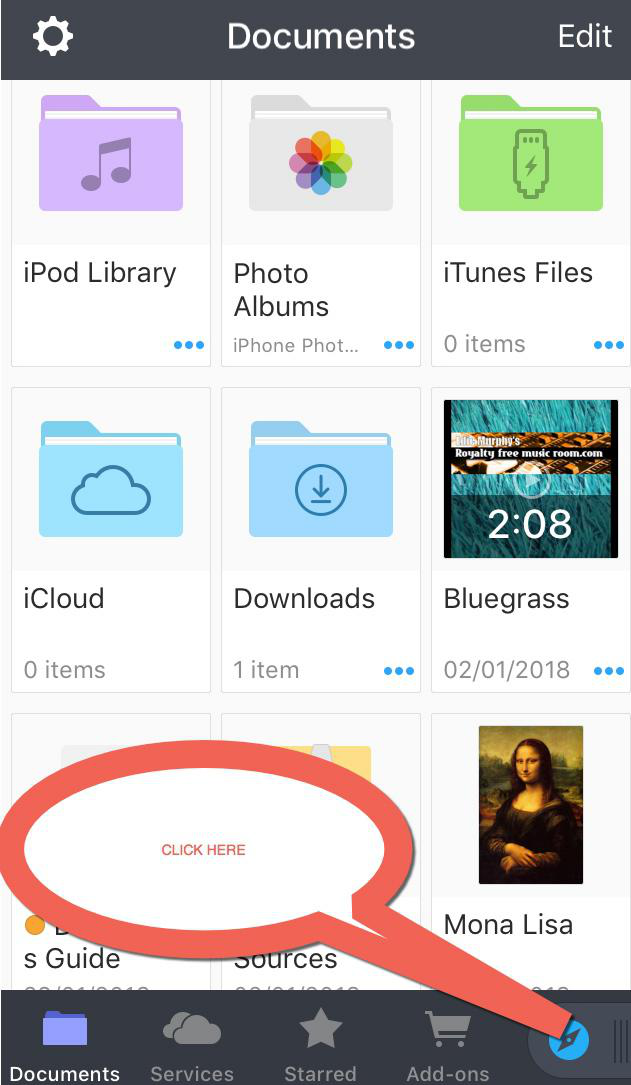 Documents
Edit
iPod Library
Photo
Albums
iPhone Phot...
iTunes Files
0 items
Edie Murphy's
Royalty free music room.com
2:08
iCloud
0 items
Downloads
1 item
Bluegrass
02/01/2018
CLICK HERE
s Guide
Sources
Mona Lisa
Documents
Services
Starred
Add-ons